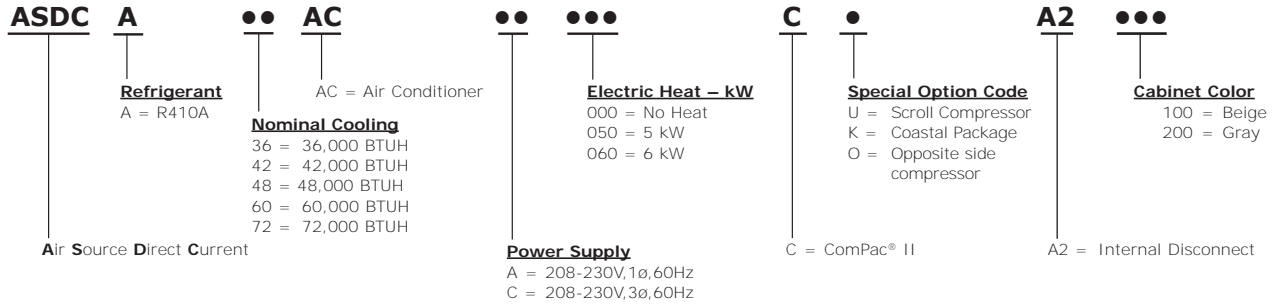 ASDC A •• AC •• ••• C • A2 •••
Refrigerant
A = R410A
AC = Air Conditioner
Nominal Cooling
36 = 36,000 BTUH
42 = 42,000 BTUH
48 = 48,000 BTUH
60 = 60,000 BTUH
72 = 72,000 BTUH
Electric Heat – kW
000 = No Heat
050 = 5 kW
060 = 6 kW
Special Option Code
U = Scroll Compressor
K = Coastal Package
O = Opposite side
compressor
Cabinet Color
100 = Beige
200 = Gray
Air Source Direct Current
Power Supply
A = 208-230V,1ø,60Hz
C = 208-230V,3ø,60Hz
C = ComPac® II
A2 = Internal Disconnect